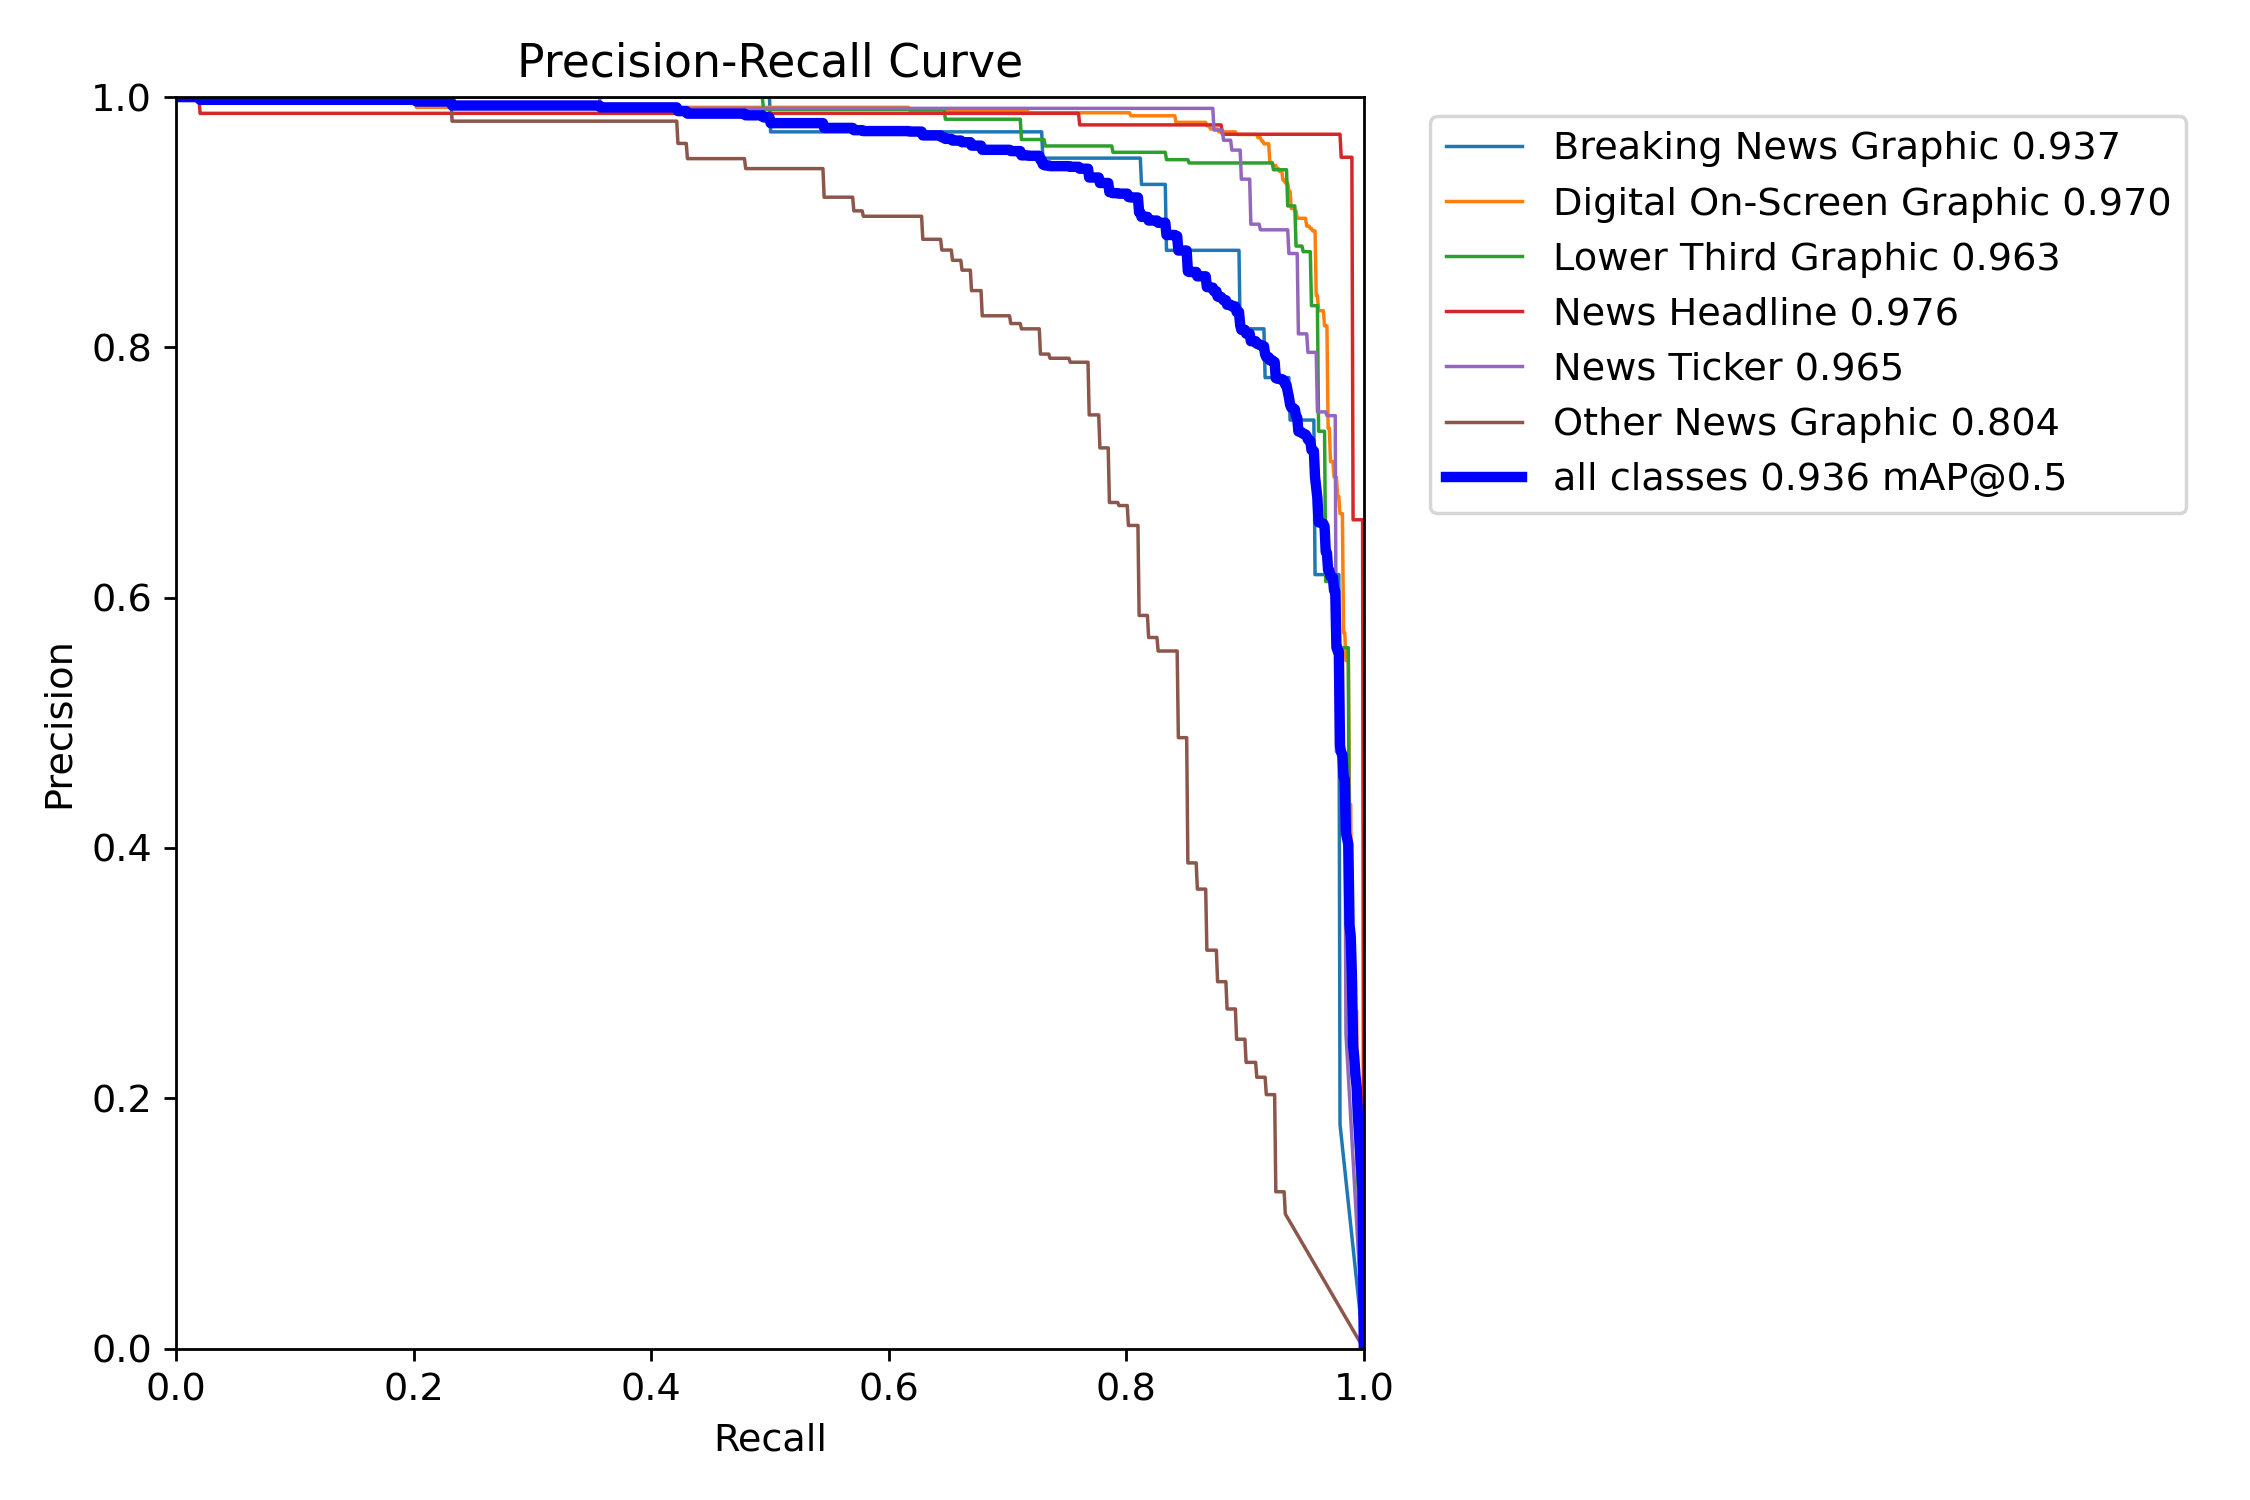 Precision-Recall Curve
1.0
0.8
0.6
0.4
0.2
0.0
Precision
0.0 0.2 0.4 0.6 0.8 1.0
Recall
Breaking News Graphic 0.937
Digital On-Screen Graphic 0.970
Lower Third Graphic 0.963
News Headline 0.976
News Ticker 0.965
Other News Graphic 0.804
all classes 0.936 mAP@0.5